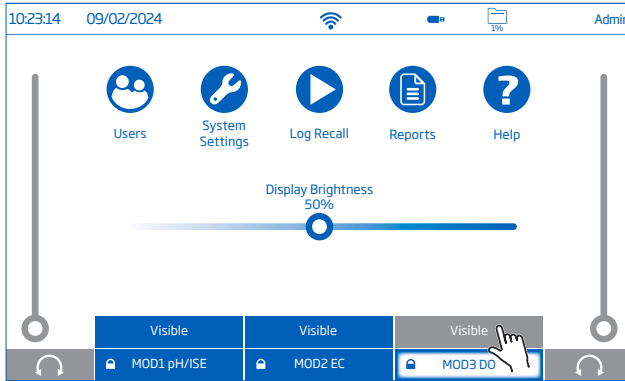 10:23:14 09/02/2024 1% Admin
Users System Settings Log Recall Reports Help
Display Brightness
50%
Visible Visible Visible
MOD1 pH/ISE MOD2 EC MOD3 DO